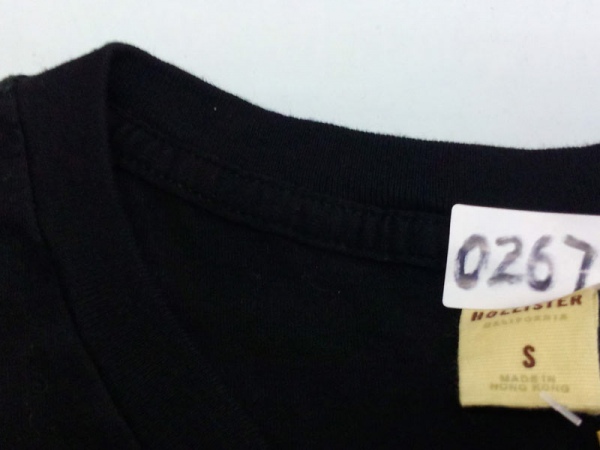 0267
HOLLISTER
CALIFORNIA
S
MADE IN
HONG KONG